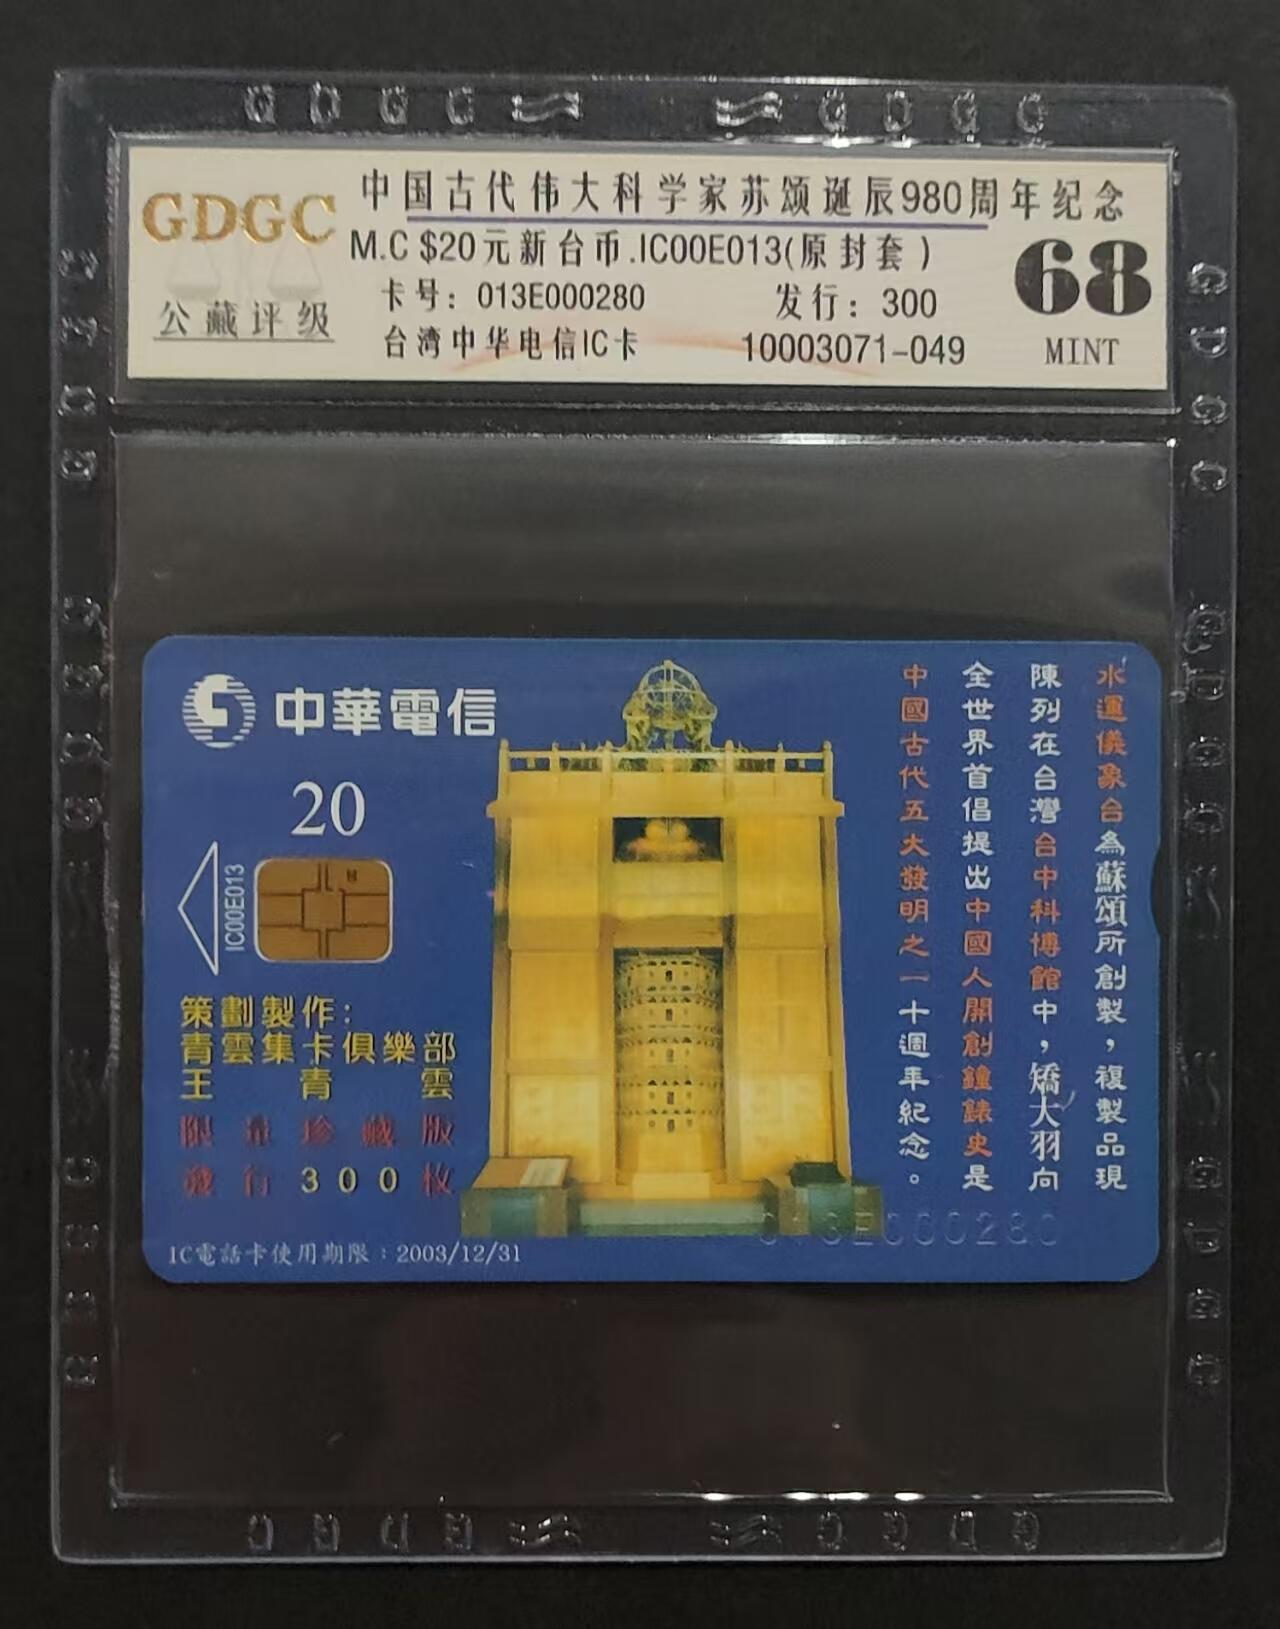 GDGC
公藏评级
中国古代伟大科学家苏颂诞辰980周年纪念
M.C $20元新台币.IC00E013(原封套)
卡号：013E000280
发行：300
台湾中华电信IC卡
10003071-049
68
MINT
中華電信
20
IC00E013
策劃製作：
青雲集卡俱樂部
王青雲
限量珍藏版
發行300枚
IC電話卡使用期限：2003/12/31
水運儀象台為蘇頌所創製，複製品現
陳列在台灣台中科博館中，矯大羽向
全世界首倡提出中國人開創鐘錶史是
中國古代五大發明之一十週年紀念。
013E000280